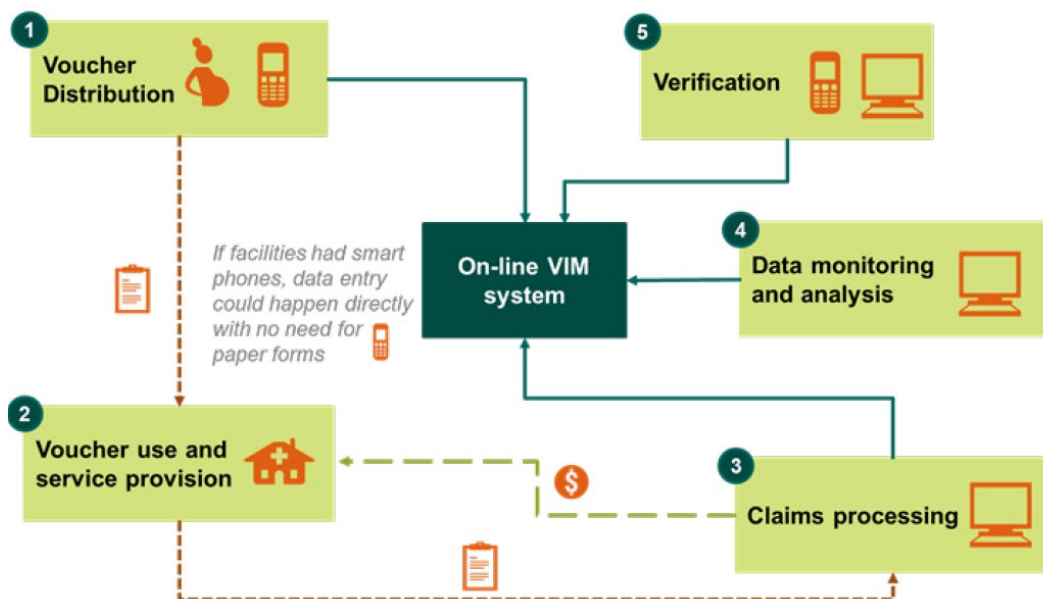 1
Voucher
Distribution
5
Verification
If facilities had smart
phones, data entry
could happen directly
with no need for
paper forms
On-line VIM
system
4
Data monitoring
and analysis
2
Voucher use and
service provision
$
3
Claims processing